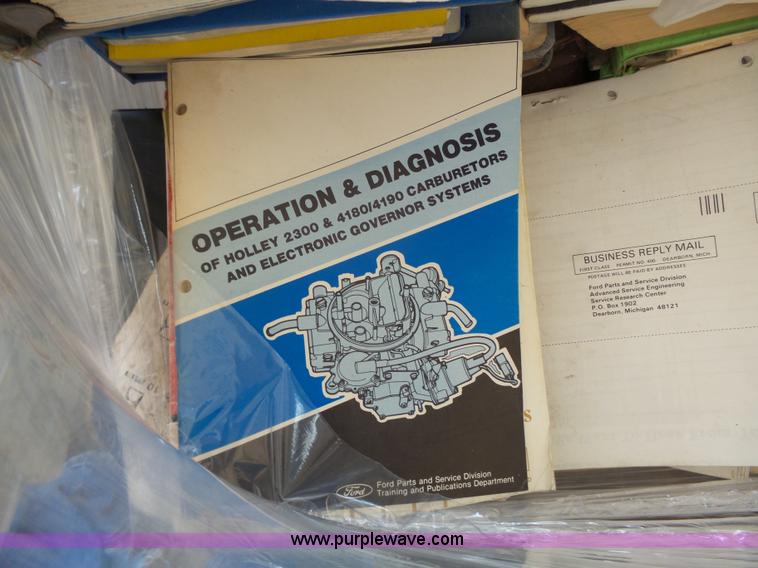 OPERATION & DIAGNOSIS
OF HOLLEY 2300 & 4180/4190 CARBURETORS
AND ELECTRONIC GOVERNOR SYSTEMS
Ford
Ford Parts and Service Division
Training and Publications Department
BUSINESS REPLY MAIL
FIRST CLASS PERMIT NO. 400 DEARBORN, MICH.
POSTAGE WILL BE PAID BY ADDRESSEE
Ford Parts and Service Division
Advanced Service Engineering
Service Research Center
P.O. Box 1902
Dearborn, Michigan 48121
www.purplewave.com